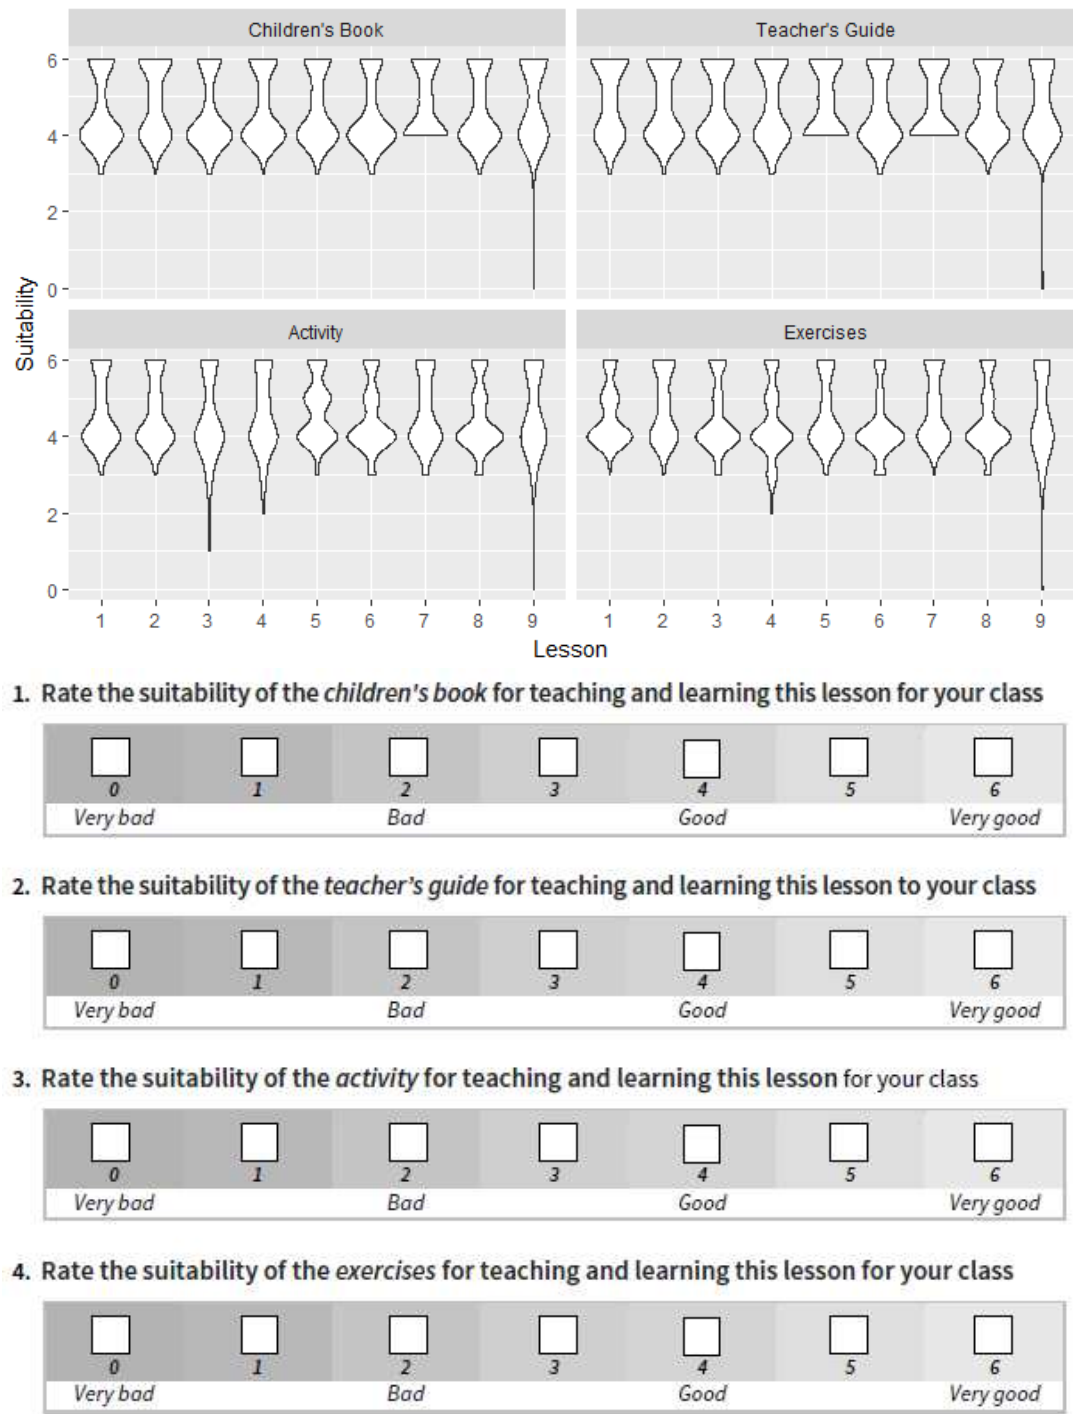 Children's Book
Teacher's Guide
6
4
2
0
Suitability
Activity
Exercises
6
4
2
0
1 2 3 4 5 6 7 8 9
1 2 3 4 5 6 7 8 9
Lesson
1. Rate the suitability of the children's book for teaching and learning this lesson for your class
0 1 2 3 4 5 6
Very bad Bad Good Very good
2. Rate the suitability of the teacher's guide for teaching and learning this lesson to your class
0 1 2 3 4 5 6
Very bad Bad Good Very good
3. Rate the suitability of the activity for teaching and learning this lesson for your class
0 1 2 3 4 5 6
Very bad Bad Good Very good
4. Rate the suitability of the exercises for teaching and learning this lesson for your class
0 1 2 3 4 5 6
Very bad Bad Good Very good